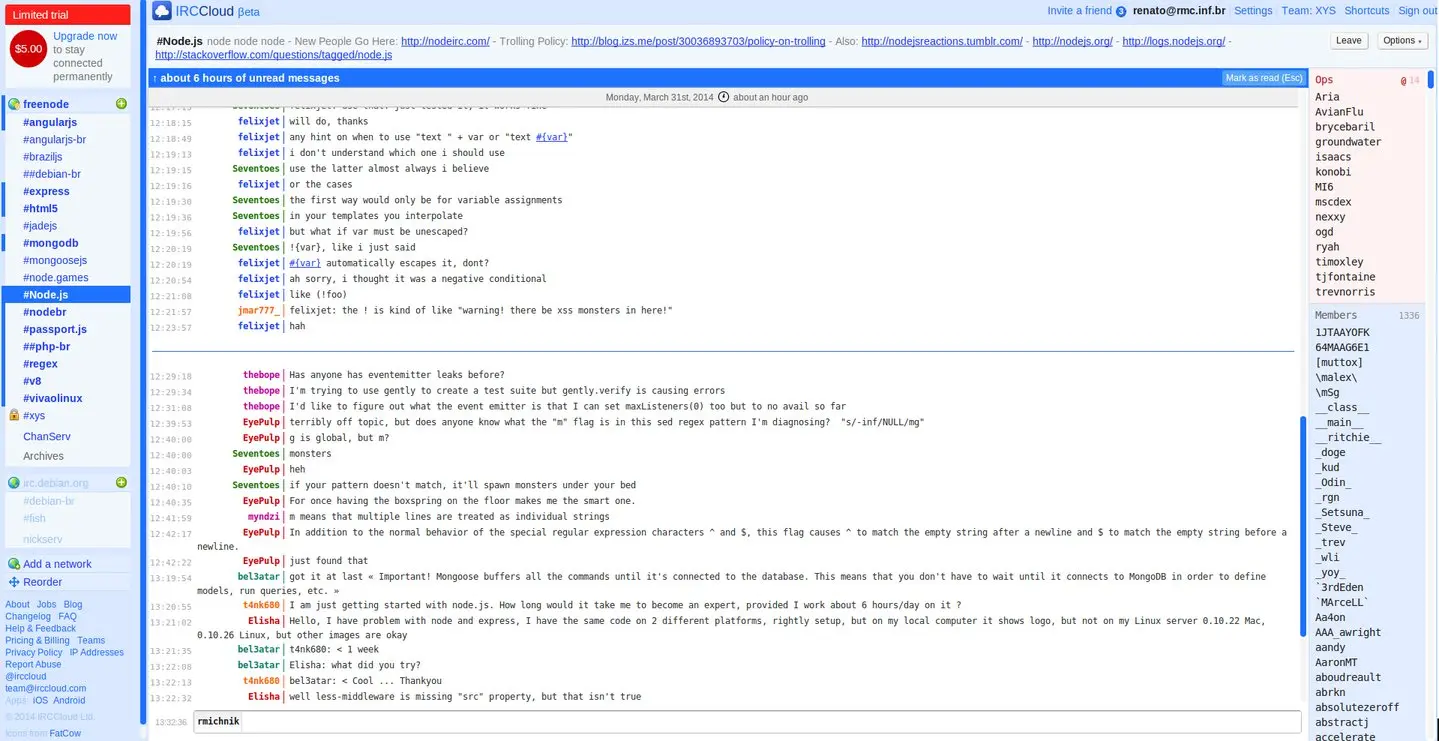 Limited trial
$5.00
Upgrade now
to stay
connected
permanently
freenode
#angularjs
#angularjs-br
#braziljs
##debian-br
#express
#html5
#jadejs
#mongodb
#mongoosejs
#node.games
#Node.js
#nodebr
#passport.js
##php-br
#regex
#v8
#vivaolinux
#xys
ChanServ
Archives
irc.debian.org
#debian-br
#fish
nickserv
Add a network
Reorder
About Jobs Blog
Changelog FAQ
Help & Feedback
Pricing & Billing Teams
Privacy Policy IP Addresses
Report Abuse
@irccloud
team@irccloud.com
Apps: iOS Android
© 2014 IRCCloud Ltd.
Icons from FatCow
IRCCloud βeta
Invite a friend 3 renato@rmc.inf.br Settings Team: XYS Shortcuts Sign out
#Node.js node node node - New People Go Here: http://nodeirc.com/ - Trolling Policy: http://blog.izs.me/post/30036893703/policy-on-trolling - Also: http://nodejsreactions.tumblr.com/ - http://nodejs.org/ - http://logs.nodejs.org/ -
http://stackoverflow.com/questions/tagged/node.js
Leave
Options
↑ about 6 hours of unread messages
Mark as read (Esc)
Monday, March 31st, 2014 about an hour ago
12:18:15 felixjet will do, thanks
12:18:49 felixjet any hint on when to use "text " + var or "text #{var}"
12:19:13 felixjet i don't understand which one i should use
12:19:15 Seventoes use the latter almost always i believe
12:19:16 felixjet or the cases
12:19:30 Seventoes the first way would only be for variable assignments
12:19:36 Seventoes in your templates you interpolate
12:19:56 felixjet but what if var must be unescaped?
12:20:19 Seventoes !{var}, like i just said
12:20:19 felixjet #{var} automatically escapes it, dont?
12:20:54 felixjet ah sorry, i thought it was a negative conditional
12:21:08 felixjet like (!foo)
12:21:57 jmar777_ felixjet: the ! is kind of like "warning! there be xss monsters in here!"
12:23:57 felixjet hah
12:29:18 thebope Has anyone has eventemitter leaks before?
12:29:34 thebope I'm trying to use gently to create a test suite but gently.verify is causing errors
12:31:08 thebope I'd like to figure out what the event emitter is that I can set maxListeners(0) too but to no avail so far
12:39:53 EyePulp terribly off topic, but does anyone know what the "m" flag is in this sed regex pattern I'm diagnosing? "s/-inf/NULL/mg"
12:40:00 EyePulp g is global, but m?
12:40:00 Seventoes monsters
12:40:03 EyePulp heh
12:40:10 Seventoes if your pattern doesn't match, it'll spawn monsters under your bed
12:40:35 EyePulp For once having the boxspring on the floor makes me the smart one.
12:41:59 myndzi m means that multiple lines are treated as individual strings
12:42:17 EyePulp In addition to the normal behavior of the special regular expression characters ^ and $, this flag causes ^ to match the empty string after a newline and $ to match the empty string before a
newline.
12:42:22 EyePulp just found that
13:19:54 bel3atar got it at last « Important! Mongoose buffers all the commands until it's connected to the database. This means that you don't have to wait until it connects to MongoDB in order to define
models, run queries, etc. »
13:20:55 t4nk680 I am just getting started with node.js. How long would it take me to become an expert, provided I work about 6 hours/day on it ?
13:21:02 Elisha Hello, I have problem with node and express, I have the same code on 2 different platforms, rightly setup, but on my local computer it shows logo, but not on my Linux server 0.10.22 Mac,
0.10.26 Linux, but other images are okay
13:21:35 bel3atar t4nk680: < 1 week
13:22:08 bel3atar Elisha: what did you try?
13:22:13 t4nk680 bel3atar: < Cool ... Thankyou
13:22:32 Elisha well less-middleware is missing "src" property, but that isn't true
13:32:36 rmichnik
Ops @ 14
Aria
AvianFlu
brycebaril
groundwater
isaacs
konobi
MI6
mscdex
nexxy
ogd
ryah
timoxley
tjfontaine
trevnorris
Members 1336
1JTAAYOFK
64MAAG6E1
[muttox]
\malex\
\mSg
__class__
__main__
__ritchie__
_doge
_kud
_Odin_
_rgn
_Setsuna_
_Steve_
_trev
_wli
_yoy_
`3rdEden
`MArceLL`
Aa4on
AAA_awright
aandy
AaronMT
aboudreault
abrkn
absolutezeroff
abstractj
accelerate